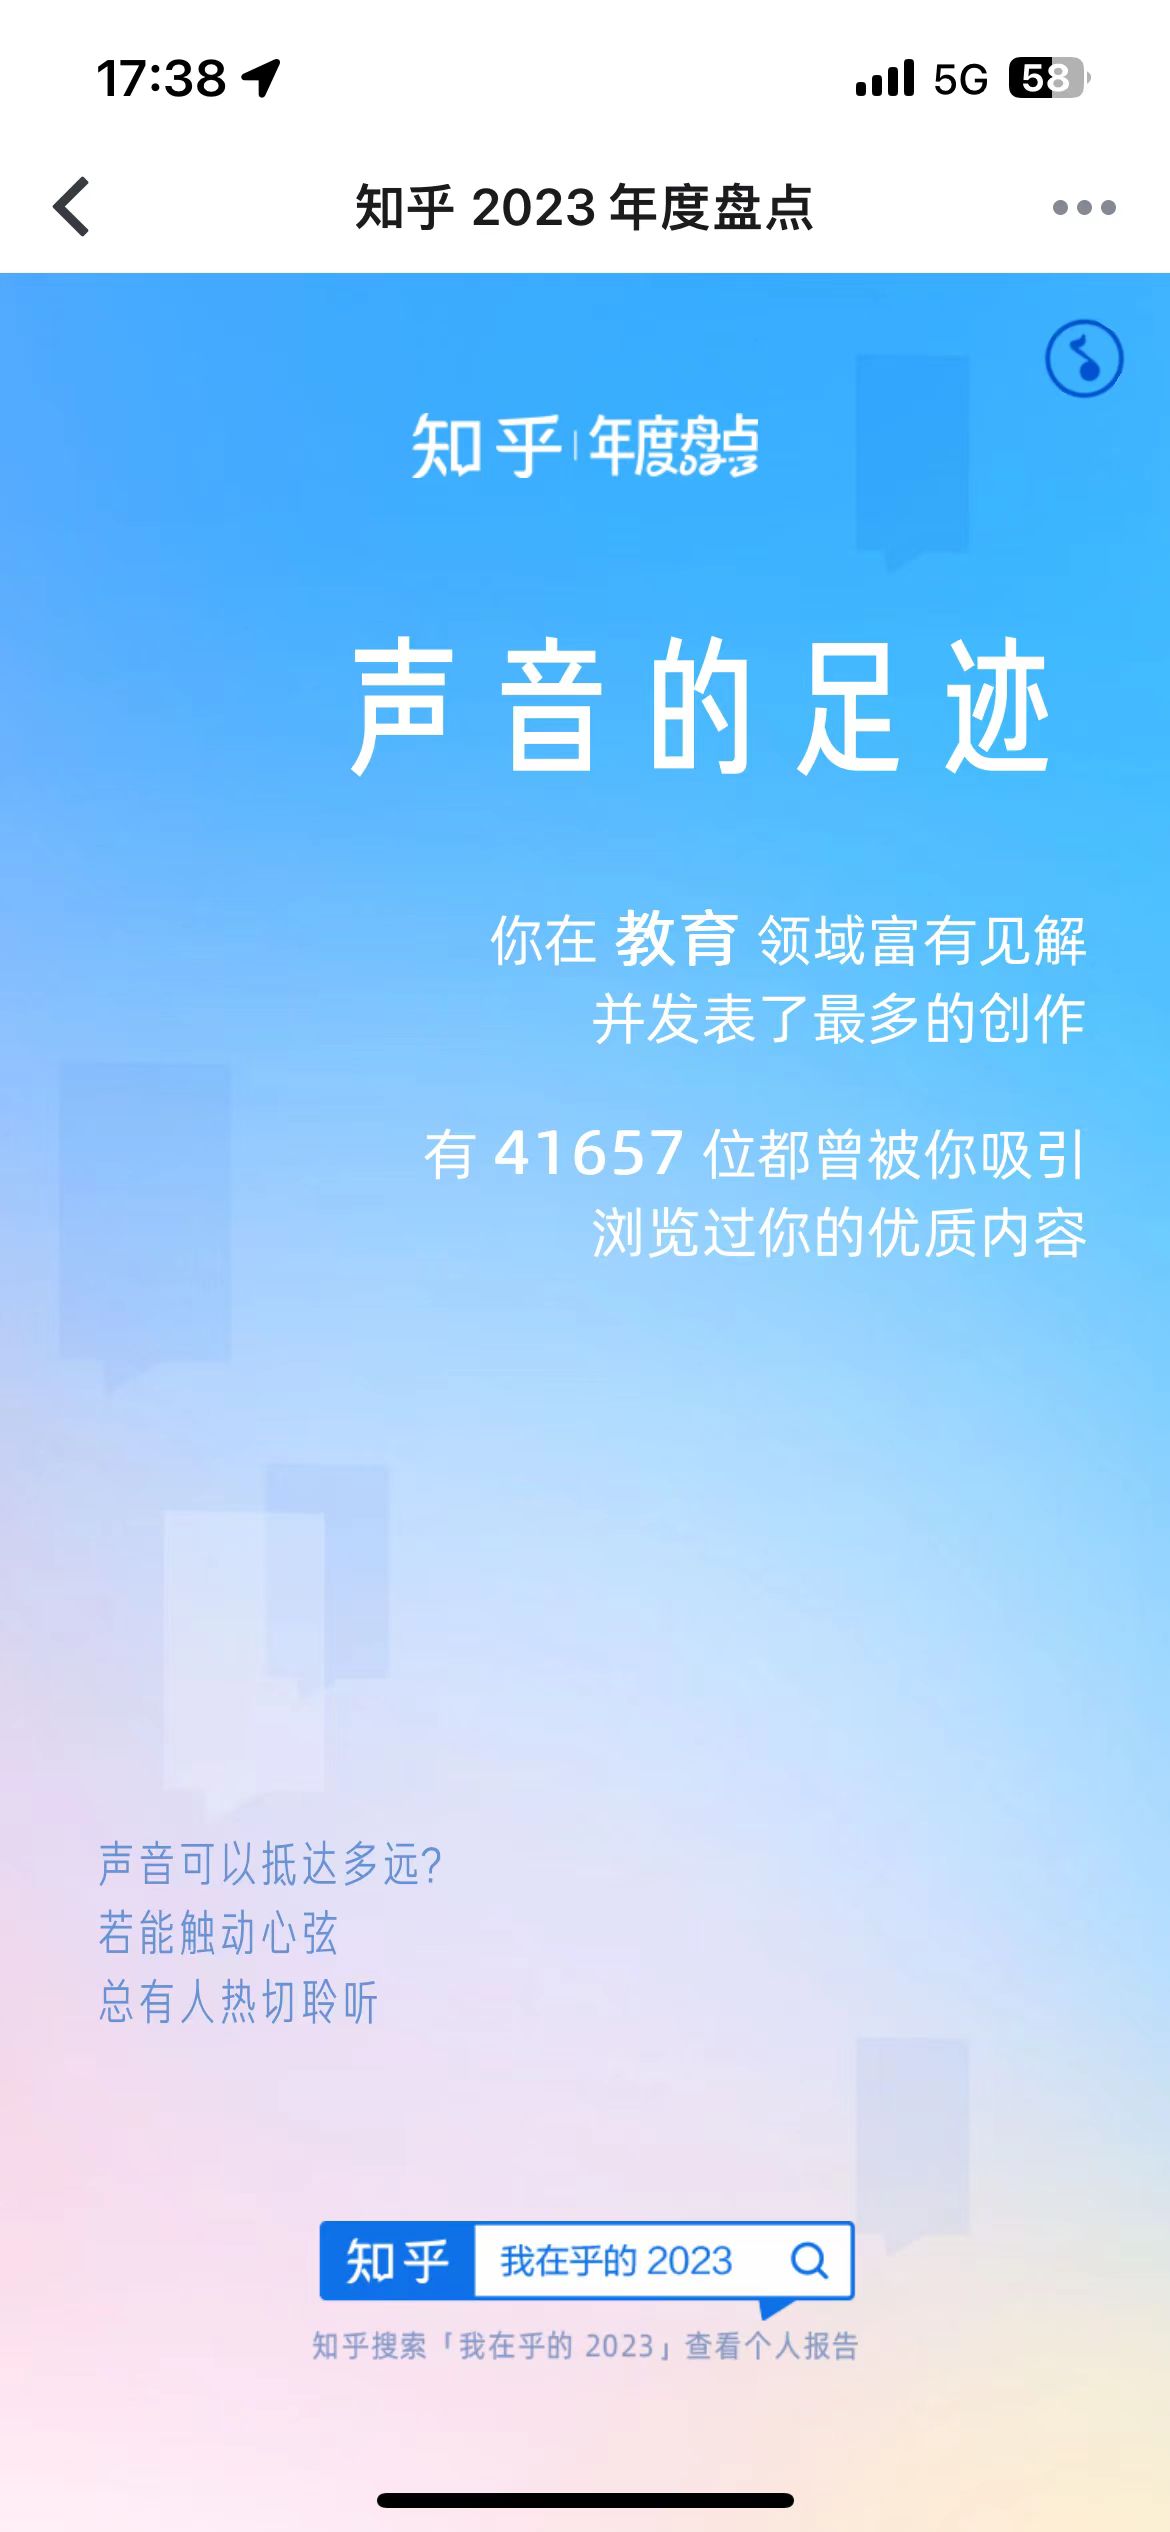 17:38 5G 58
知乎 2023 年度盘点
知乎 年度盘点
声音的足迹
你在 教育 领域富有见解
并发表了最多的创作
有 41657 位都曾被你吸引
浏览过你的优质内容
声音可以抵达多远?
若能触动心弦
总有人热切聆听
知乎 我在乎的 2023
知乎搜索「我在乎的 2023」查看个人报告